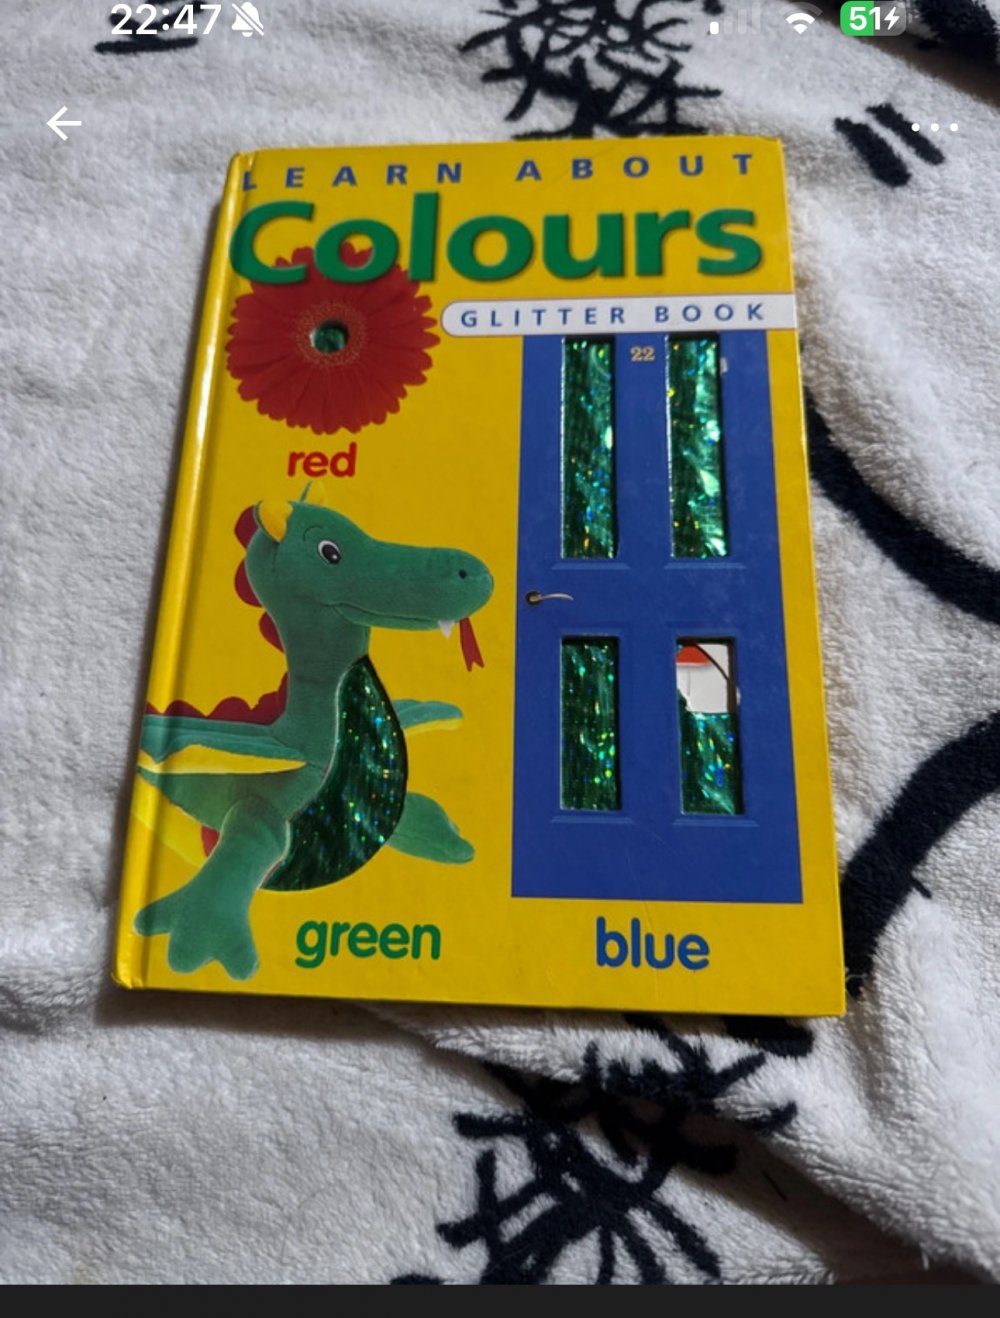 22:47
51
LEARN ABOUT
Colours
GLITTER BOOK
22
red
green
blue